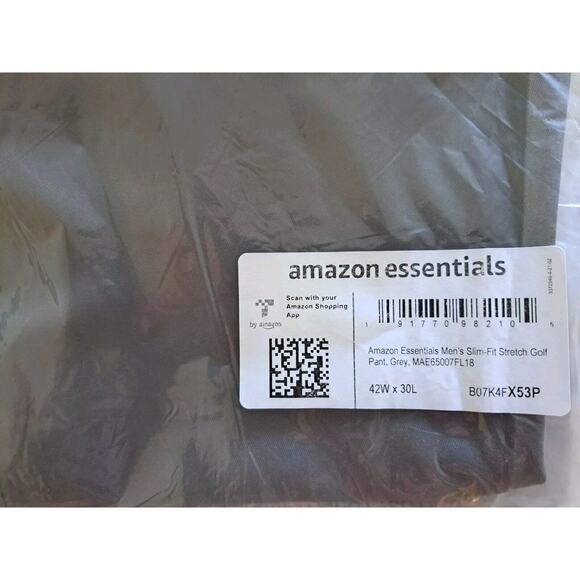 amazon essentials
Scan with your
Amazon Shopping
App
by amazon
1 91770 98210 5
Amazon Essentials Men's Slim-Fit Stretch Golf
Pant, Grey, MAE65007FL18
42W x 30L
B07K4FX53P